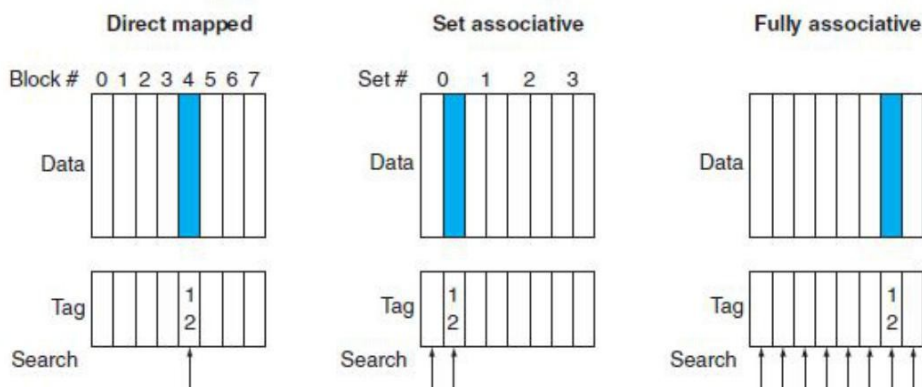 Direct mapped
Set associative
Fully associative
Block # 0 1 2 3 4 5 6 7
Set # 0 1 2 3
Data
Data
Data
Tag
1
2
Tag
1
2
Tag
1
2
Search
Search
Search